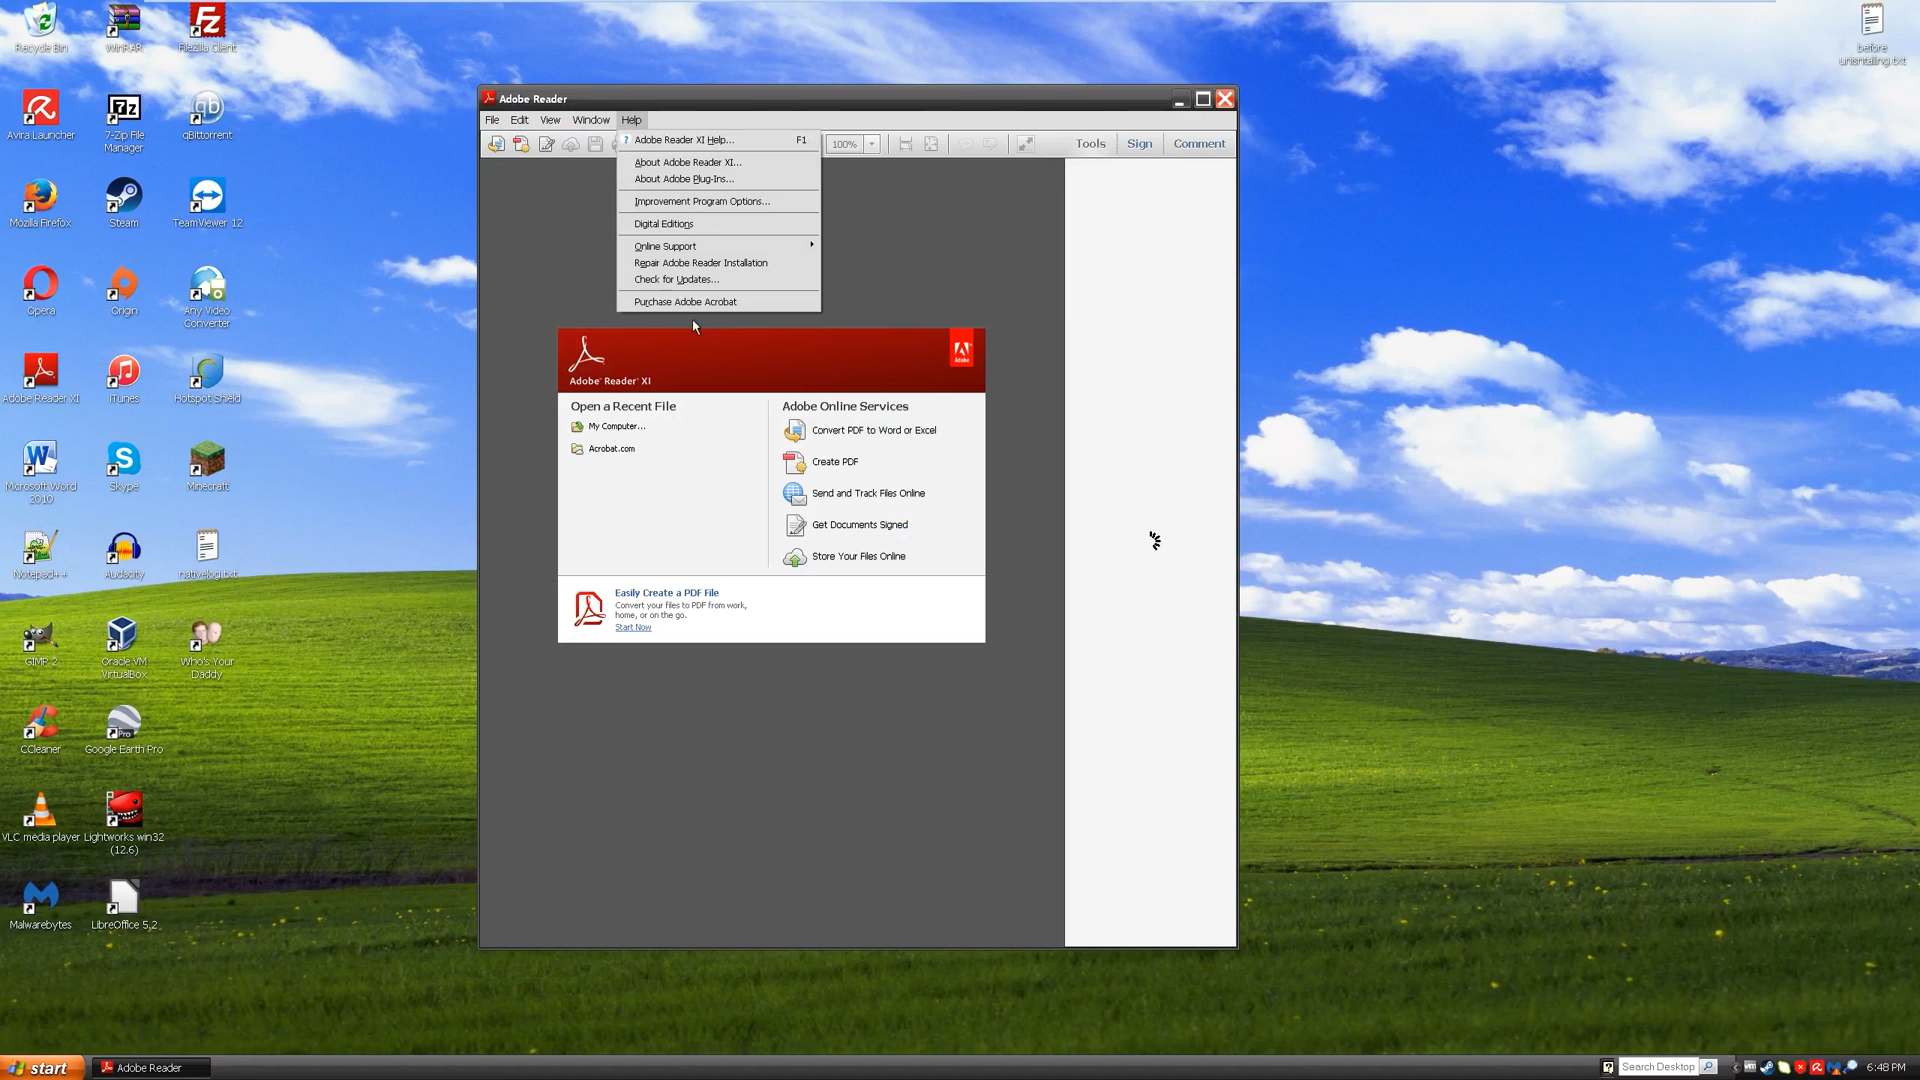 Recycle Bin
WinRAR
FileZilla Client
before
unisntalling.txt
Avira Launcher
7-Zip File
Manager
qBittorrent
Mozilla Firefox
Steam
TeamViewer 12
Opera
Origin
Any Video
Converter
Adobe Reader XI
iTunes
Hotspot Shield
Microsoft Word
2010
Skype
Minecraft
Notepad++
Audacity
nativelog.txt
GIMP 2
Oracle VM
VirtualBox
Who's Your
Daddy
CCleaner
Google Earth Pro
VLC media player
Lightworks win32
(12.6)
Malwarebytes
LibreOffice 5.2
Adobe Reader
File Edit View Window Help
100%
Tools Sign Comment
Adobe Reader XI Help... F1
About Adobe Reader XI...
About Adobe Plug-Ins...
Improvement Program Options...
Digital Editions
Online Support
Repair Adobe Reader Installation
Check for Updates...
Purchase Adobe Acrobat
Adobe® Reader® XI
Adobe
Open a Recent File
My Computer...
Acrobat.com
Adobe Online Services
Convert PDF to Word or Excel
Create PDF
Send and Track Files Online
Get Documents Signed
Store Your Files Online
Easily Create a PDF File
Convert your files to PDF from work,
home, or on the go.
Start Now
start
Adobe Reader
Search Desktop
6:48 PM